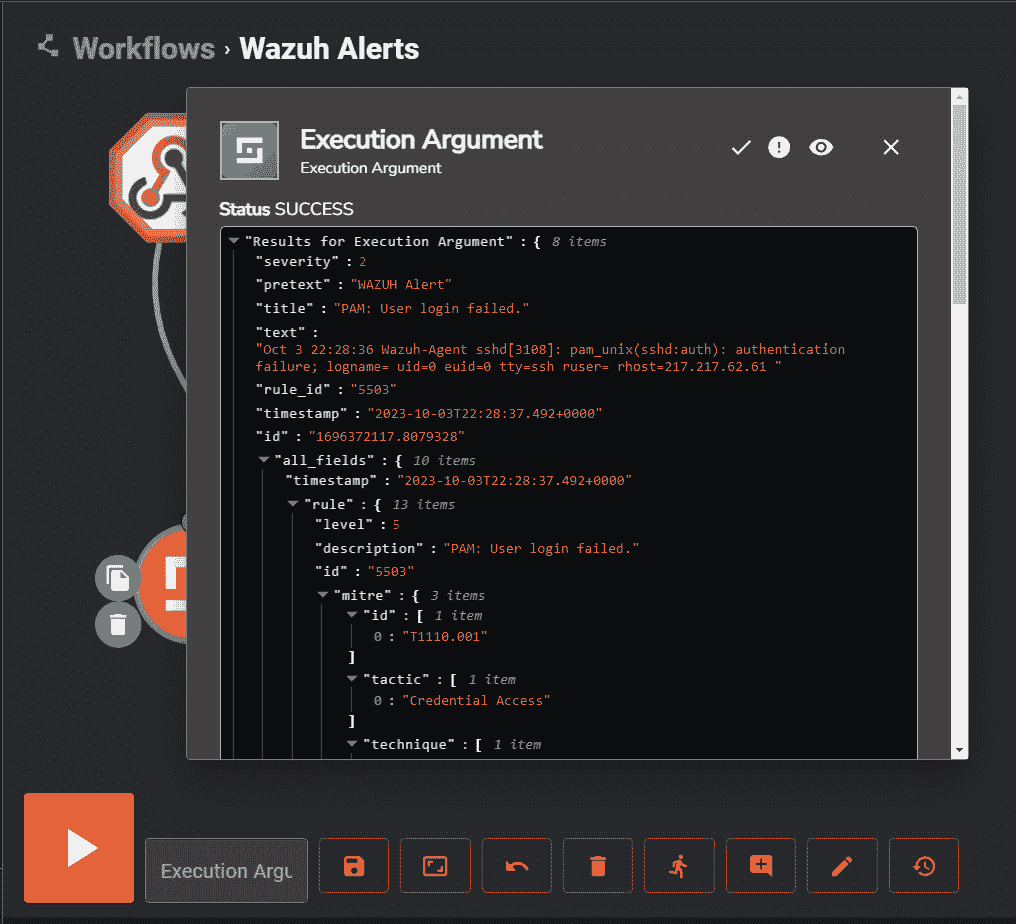 Workflows › Wazuh Alerts
Execution Argument
Execution Argument
Status SUCCESS
"Results for Execution Argument" : { 8 items
"severity" : 2
"pretext" : "WAZUH Alert"
"title" : "PAM: User login failed."
"text" :
"Oct 3 22:28:36 Wazuh-Agent sshd[3108]: pam_unix(sshd:auth): authentication
failure; logname= uid=0 euid=0 tty=ssh ruser= rhost=217.217.62.61 "
"rule_id" : "5503"
"timestamp" : "2023-10-03T22:28:37.492+0000"
"id" : "1696372117.8079328"
"all_fields" : { 10 items
"timestamp" : "2023-10-03T22:28:37.492+0000"
"rule" : { 13 items
"level" : 5
"description" : "PAM: User login failed."
"id" : "5503"
"mitre" : { 3 items
"id" : [ 1 item
0 : "T1110.001"
]
"tactic" : [ 1 item
0 : "Credential Access"
]
"technique" : [ 1 item
Execution Argu